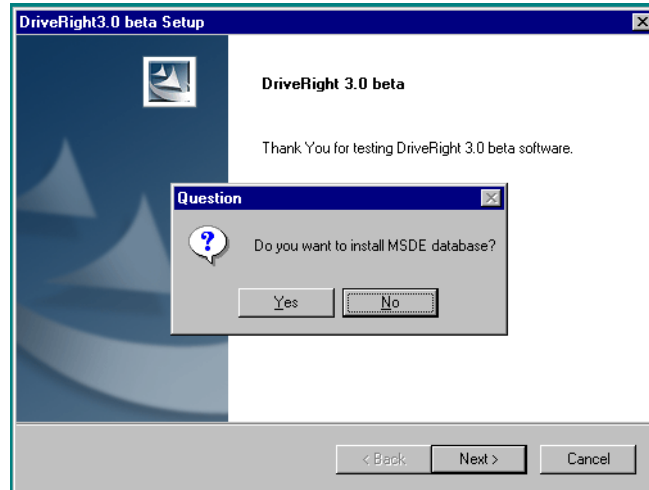 DriveRight3.0 beta Setup
DriveRight 3.0 beta
Thank You for testing DriveRight 3.0 beta software.
Question
Do you want to install MSDE database?
Yes
No
< Back
Next >
Cancel